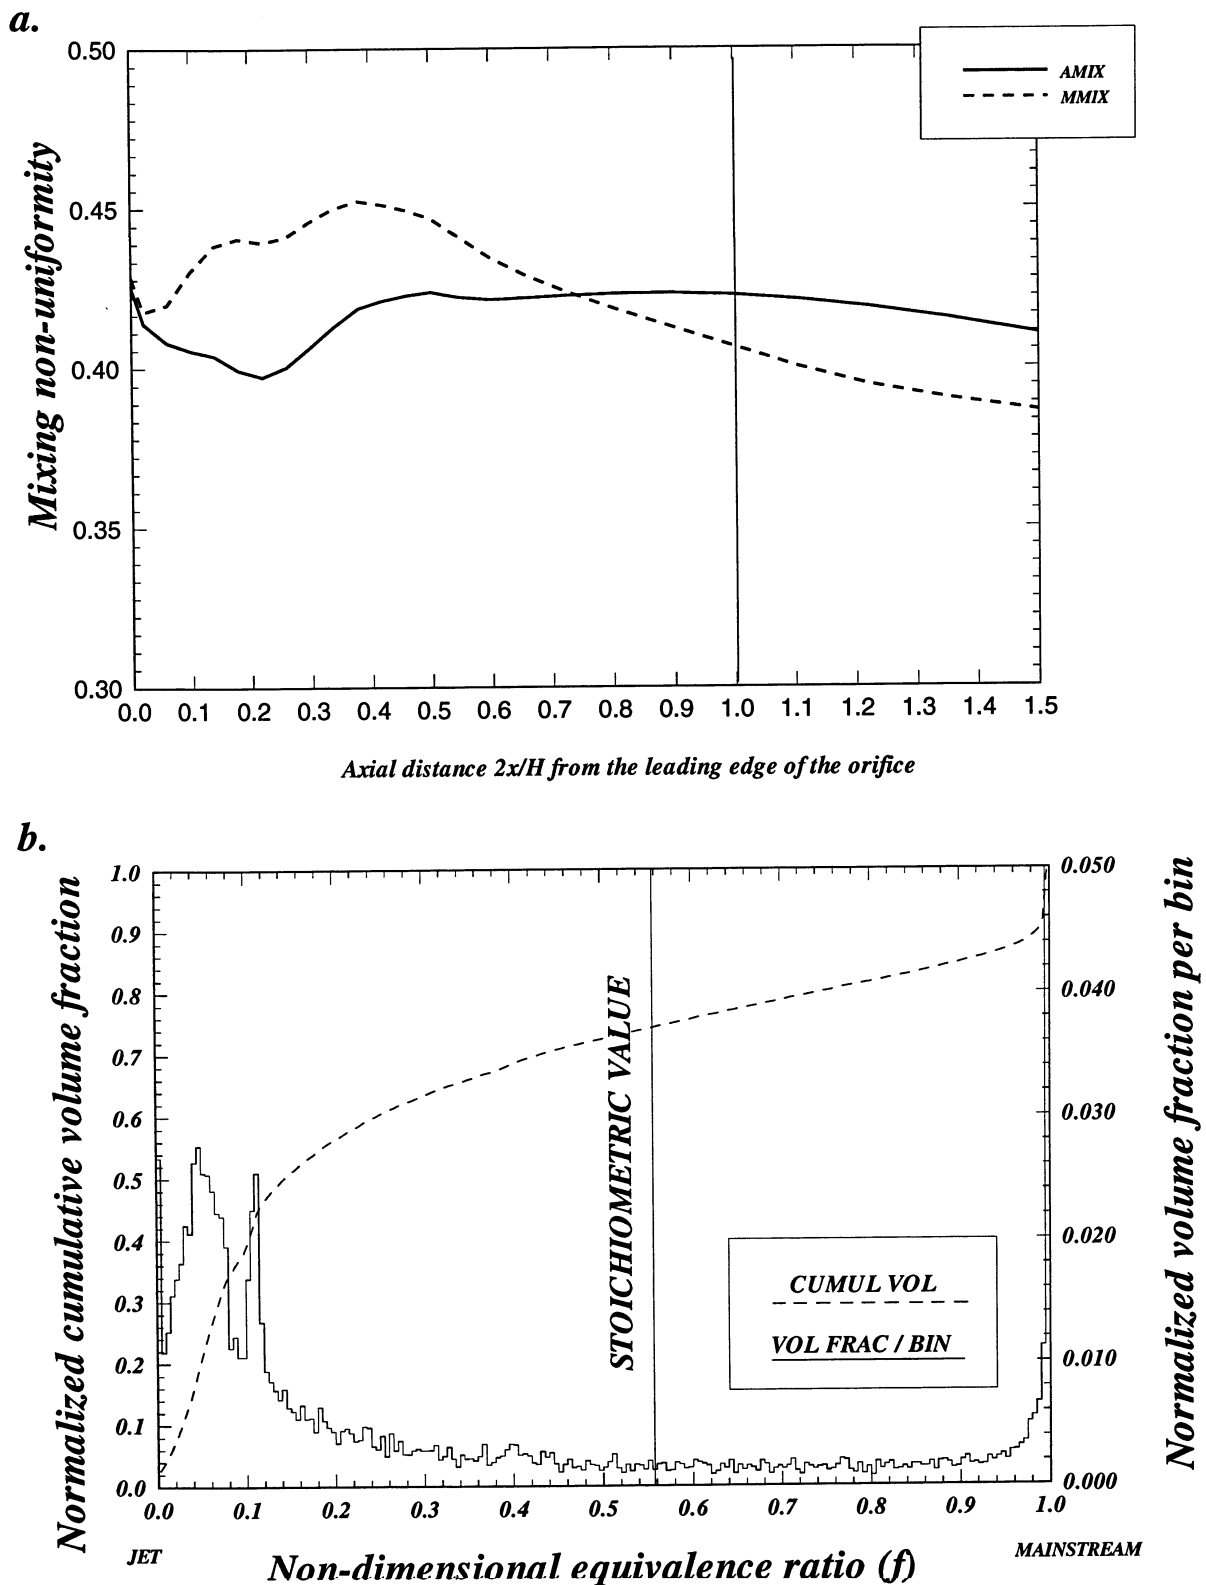 a.
0.50
0.45
0.40
0.35
0.30
Mixing non-uniformity
AMIX
MMIX
0.0 0.1 0.2 0.3 0.4 0.5 0.6 0.7 0.8 0.9 1.0 1.1 1.2 1.3 1.4 1.5
Axial distance 2x/H from the leading edge of the orifice
b.
Normalized cumulative volume fraction
1.0
0.9
0.8
0.7
0.6
0.5
0.4
0.3
0.2
0.1
0.0
STOICHIOMETRIC VALUE
CUMUL VOL
VOL FRAC / BIN
0.050
0.040
0.030
0.020
0.010
0.000
Normalized volume fraction per bin
0.0 0.1 0.2 0.3 0.4 0.5 0.6 0.7 0.8 0.9 1.0
JET
MAINSTREAM
Non-dimensional equivalence ratio (f)